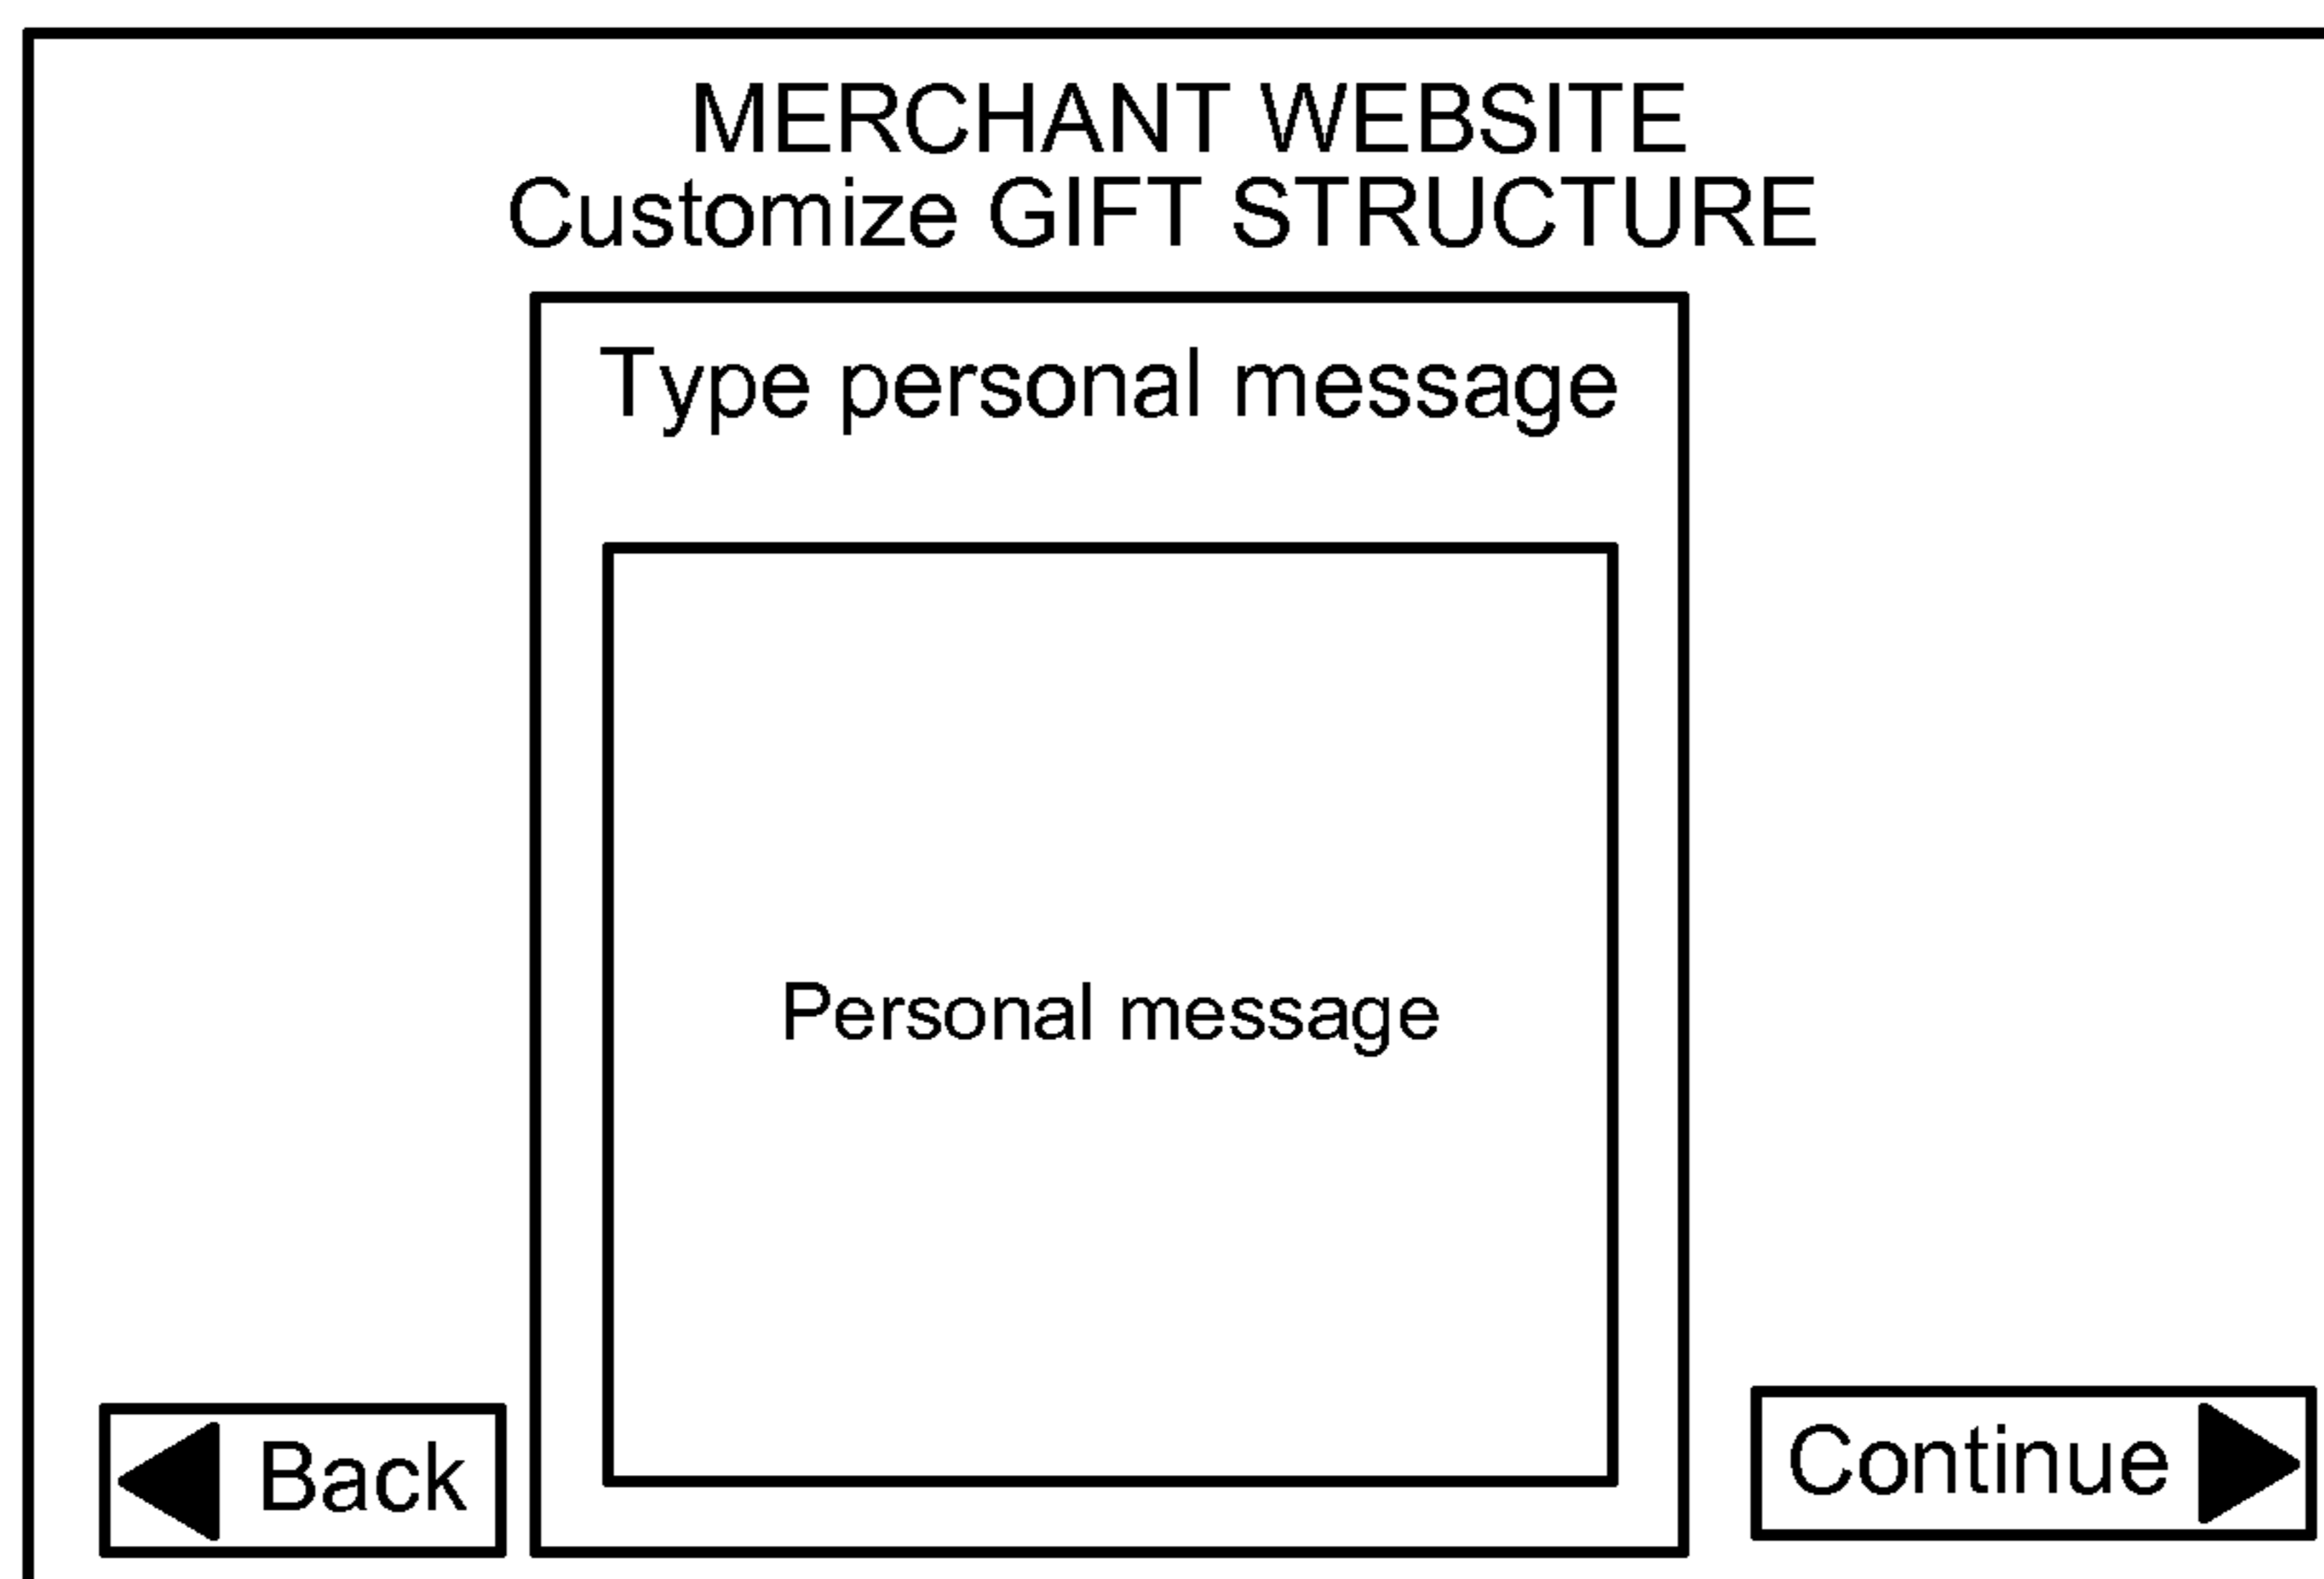 MERCHANT WEBSITE
Customize GIFT STRUCTURE
Type personal message
Personal message
Back
Continue